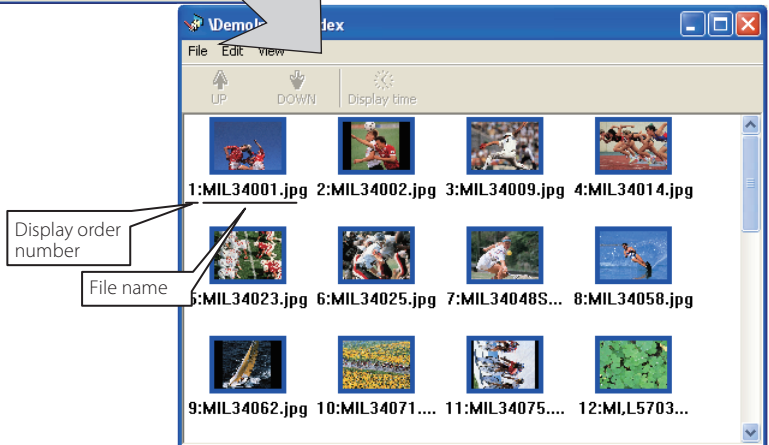 \DemoI dex
File Edit View
UP DOWN Display time
1:MIL34001.jpg 2:MIL34002.jpg 3:MIL34009.jpg 4:MIL34014.jpg
Display order
number
File name
5:MIL34023.jpg 6:MIL34025.jpg 7:MIL34048S... 8:MIL34058.jpg
9:MIL34062.jpg 10:MIL34071.... 11:MIL34075.... 12:MI,L5703...